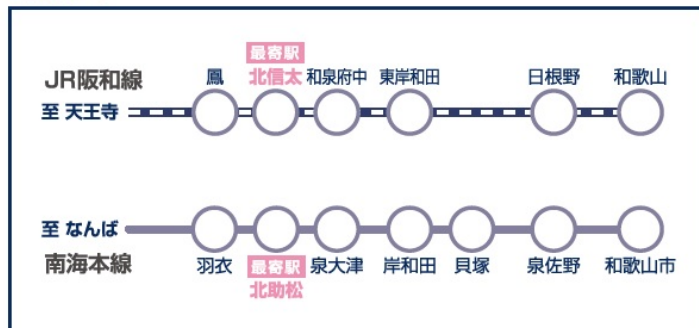 最寄駅
JR阪和線 鳳 北信太 和泉府中 東岸和田 日根野 和歌山
至 天王寺
至 なんば
南海本線 羽衣 最寄駅 泉大津 岸和田 貝塚 泉佐野 和歌山市
北助松